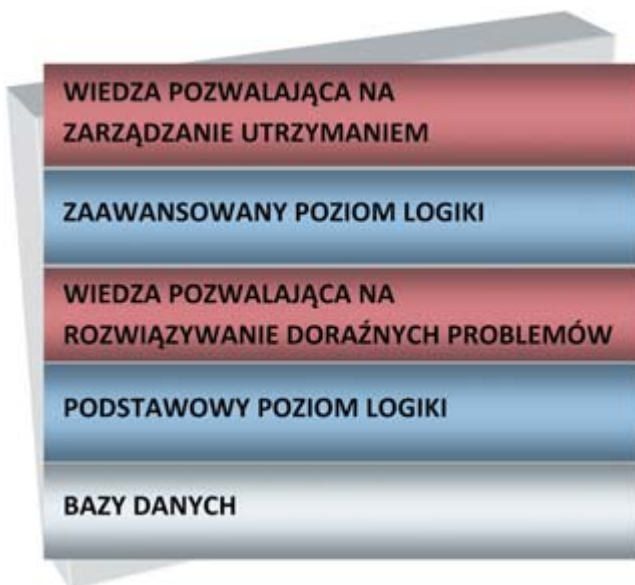 WIEDZA POZWALAJĄCA NA
ZARZĄDZANIE UTRZYMANIEM
ZAAWANSOWANY POZIOM LOGIKI
WIEDZA POZWALAJĄCA NA
ROZWIĄZYWANIE DORAŹNYCH PROBLEMÓW
PODSTAWOWY POZIOM LOGIKI
BAZY DANYCH